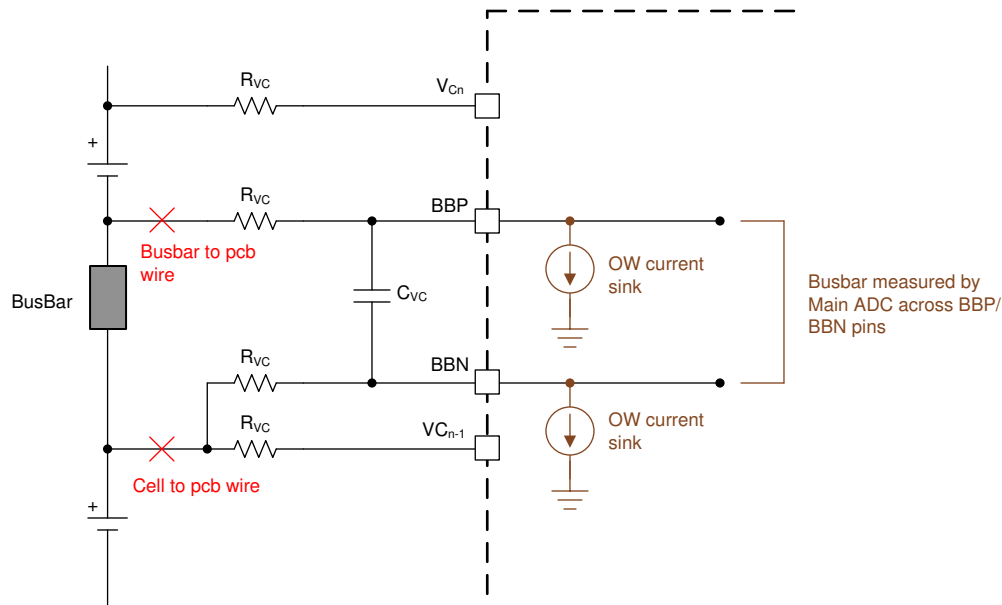 RVC
VCn
+
RVC
BBP
Busbar to pcb
wire
OW current
sink
BusBar
CVC
Busbar measured by
Main ADC across BBP/
BBN pins
RVC
BBN
RVC
VCn-1
OW current
sink
Cell to pcb wire
+